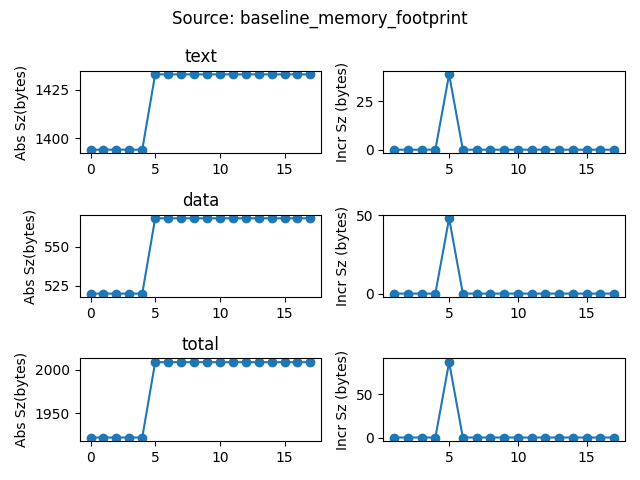 Source: baseline_memory_footprint
text
Abs Sz(bytes)
1425
1400
0 5 10 15
Incr Sz (bytes)
25
0
5 10 15
data
Abs Sz(bytes)
550
525
0 5 10 15
Incr Sz (bytes)
50
0
5 10 15
total
Abs Sz(bytes)
2000
1950
0 5 10 15
Incr Sz (bytes)
50
0
5 10 15